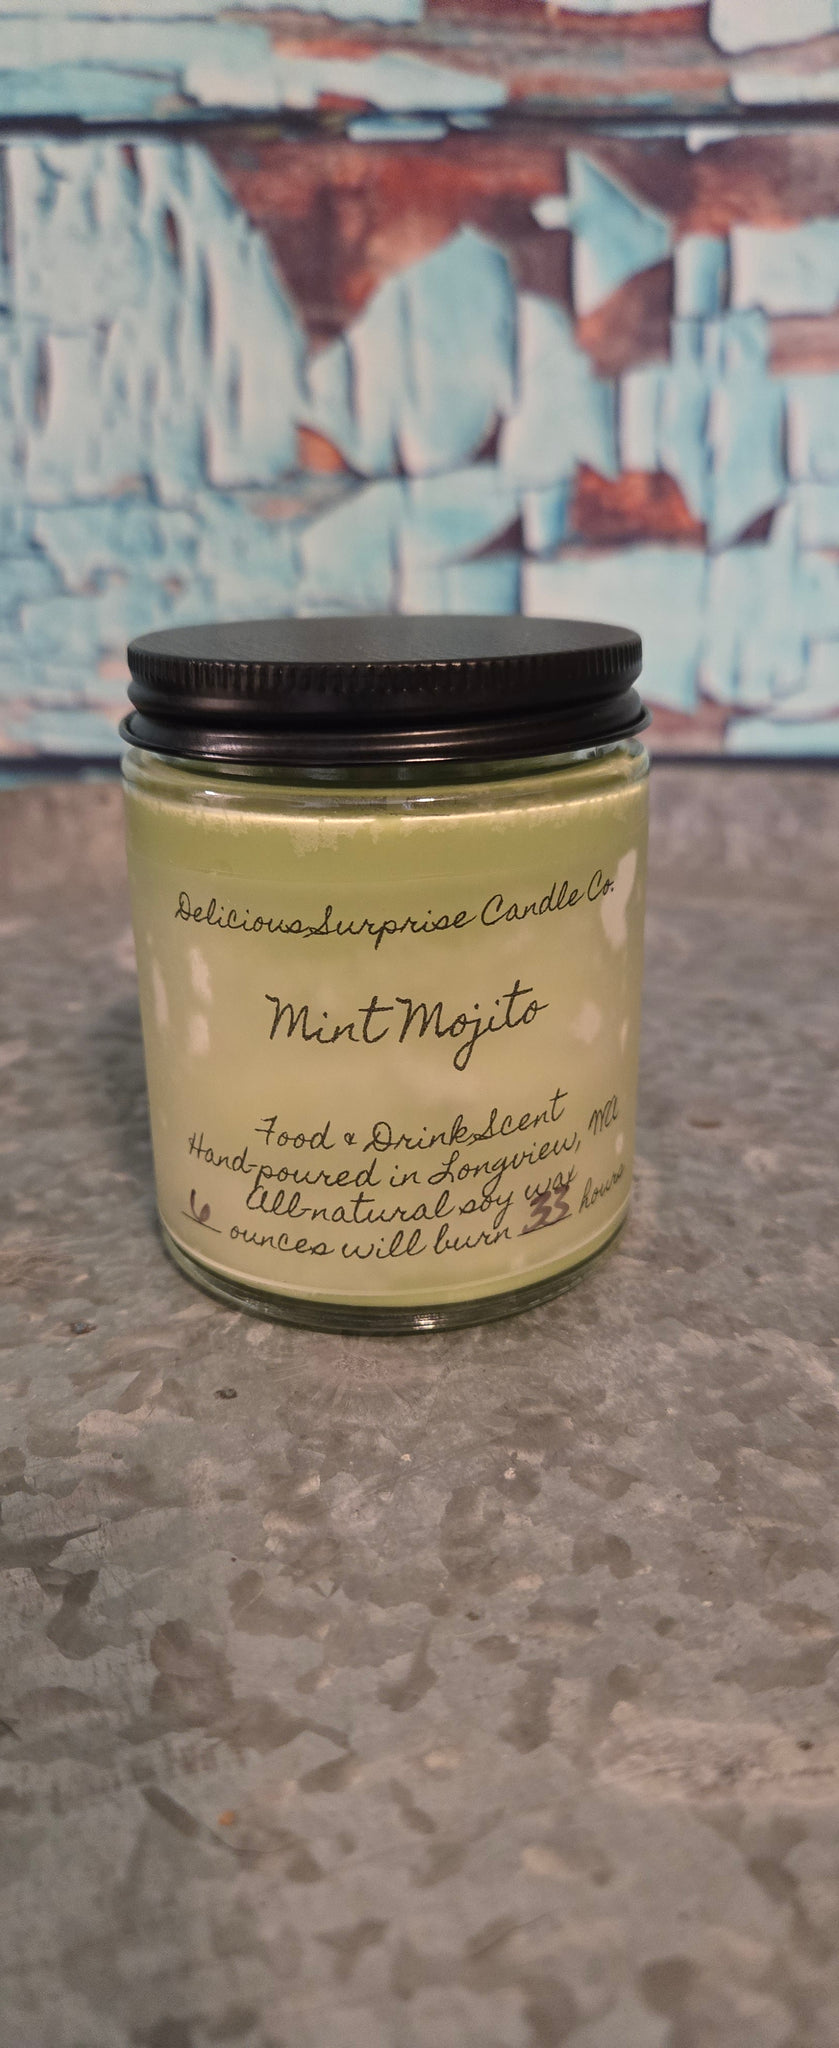 Delicious Surprise Candle Co.
Mint Mojito
Food & Drink Scent
Hand-poured in Longview,
All-natural soy wax
6 ounces will burn 33 hours